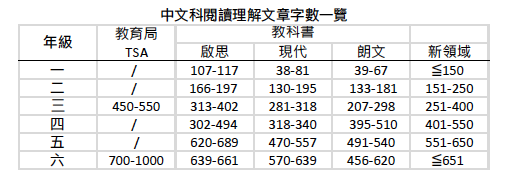 中文科閱讀理解文章字數一覽
年級 教育局 TSA 教科書
啟思 現代 朗文 新領域
一 / 107-117 38-81 39-67 ≦150
二 / 166-197 130-195 133-181 151-250
三 450-550 313-402 281-318 207-298 251-400
四 / 302-494 318-340 395-510 401-550
五 / 620-689 470-557 491-540 551-650
六 700-1000 639-661 570-639 456-620 ≦651